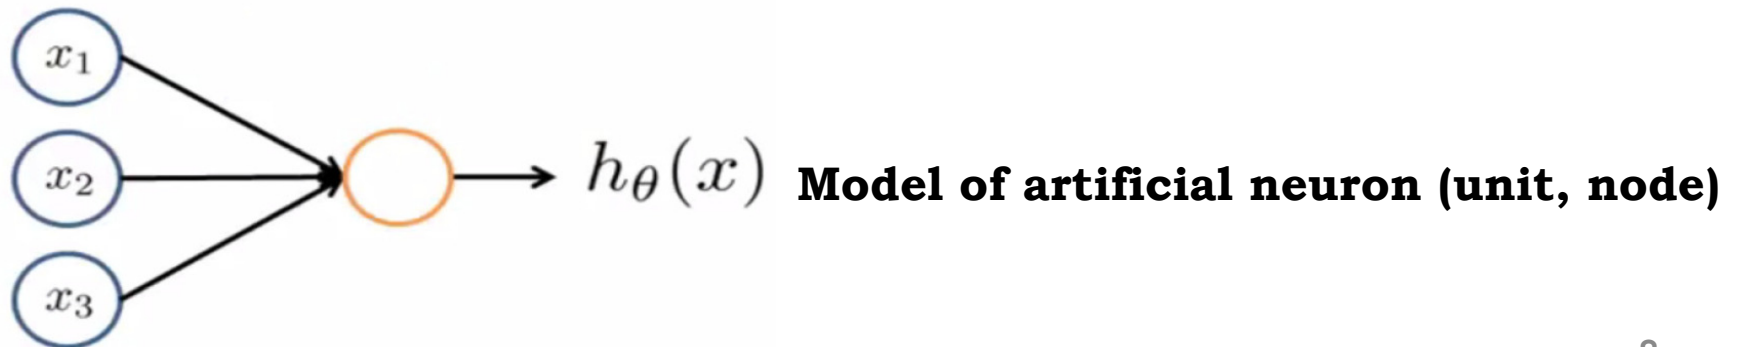 x₁
x₂
x₃
hθ(x) Model of artificial neuron (unit, node)